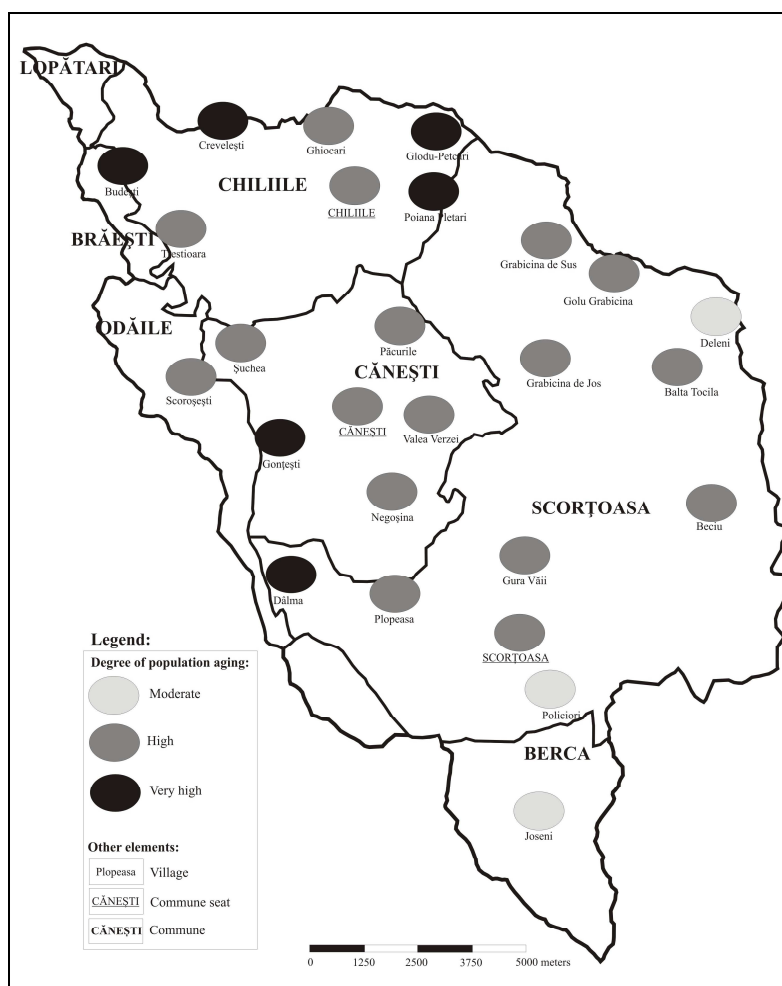 LOPĂTARI
Crevelești
Ghiocari
Glodu-Petcari
Budești
CHILIILE
CHILIILE
Poiana Pletari
BRĂEȘTI
Trestioara
Grabicina de Sus
Golu Grabicina
ODĂILE
Deleni
Șuchea
Păcurile
CĂNEȘTI
Grabicina de Jos
Balta Tocila
Scoroșești
CĂNEȘTI
Valea Verzei
Gonțești
Negoșina
SCORȚOASA
Beciu
Gura Văii
Dâlma
Plopeasa
SCORȚOASA
Policiori
BERCA
Joseni
Legend:
Degree of population aging:
Moderate
High
Very high
Other elements:
Plopeasa Village
CĂNEȘTI Commune seat
CĂNEȘTI Commune
0 1250 2500 3750 5000 meters